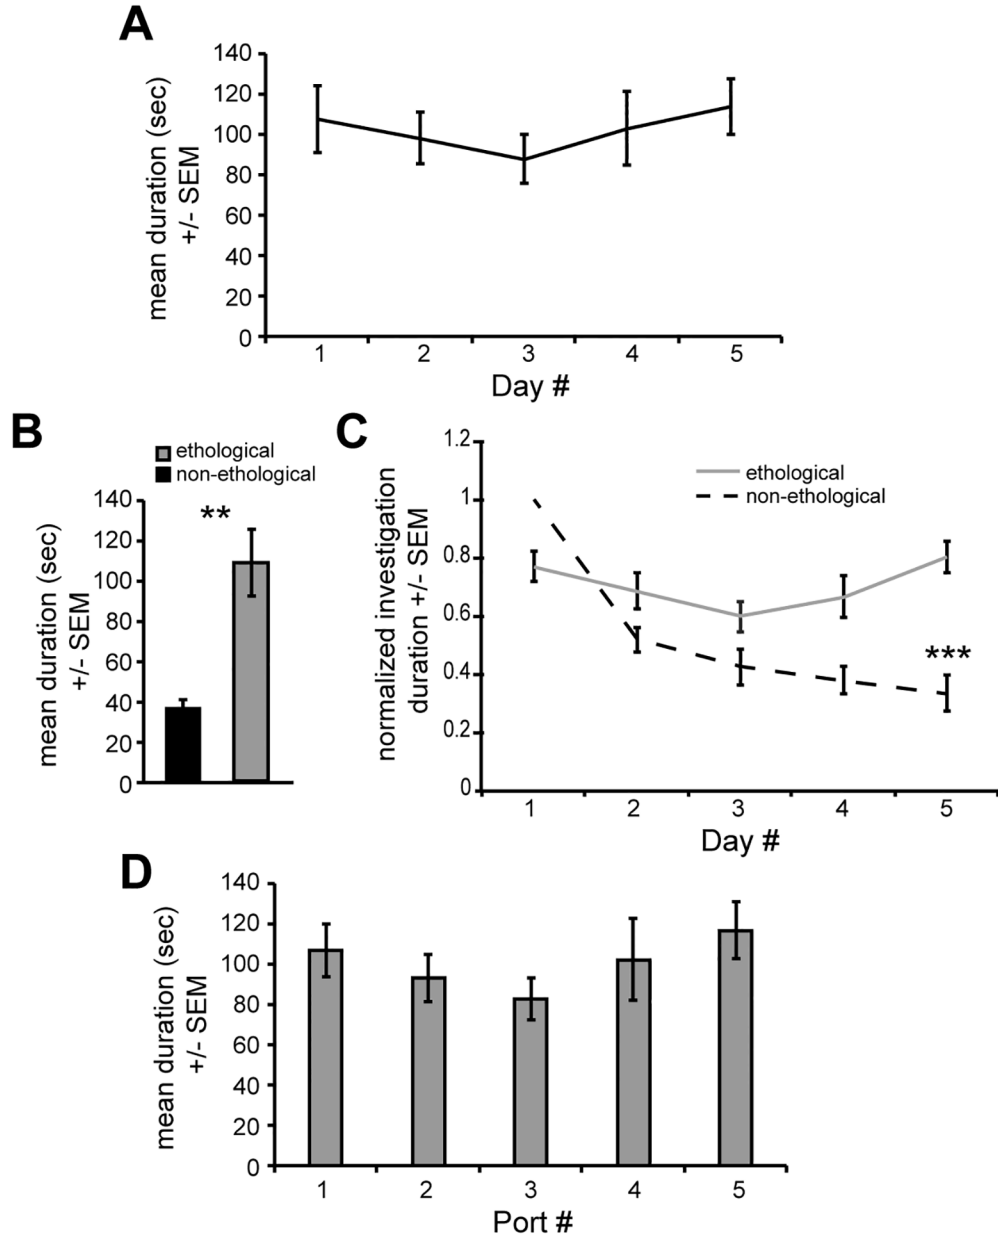 A
140
120
100
80
60
40
20
0
mean duration (sec)
+/- SEM
1 2 3 4 5
Day #
B
ethological
non-ethological
140
120
100
80
60
40
20
0
mean duration (sec)
+/- SEM
**
C
1.2
1
0.8
0.6
0.4
0.2
0
normalized investigation
duration +/- SEM
ethological
non-ethological
***
1 2 3 4 5
Day #
D
140
120
100
80
60
40
20
0
mean duration (sec)
+/- SEM
1 2 3 4 5
Port #